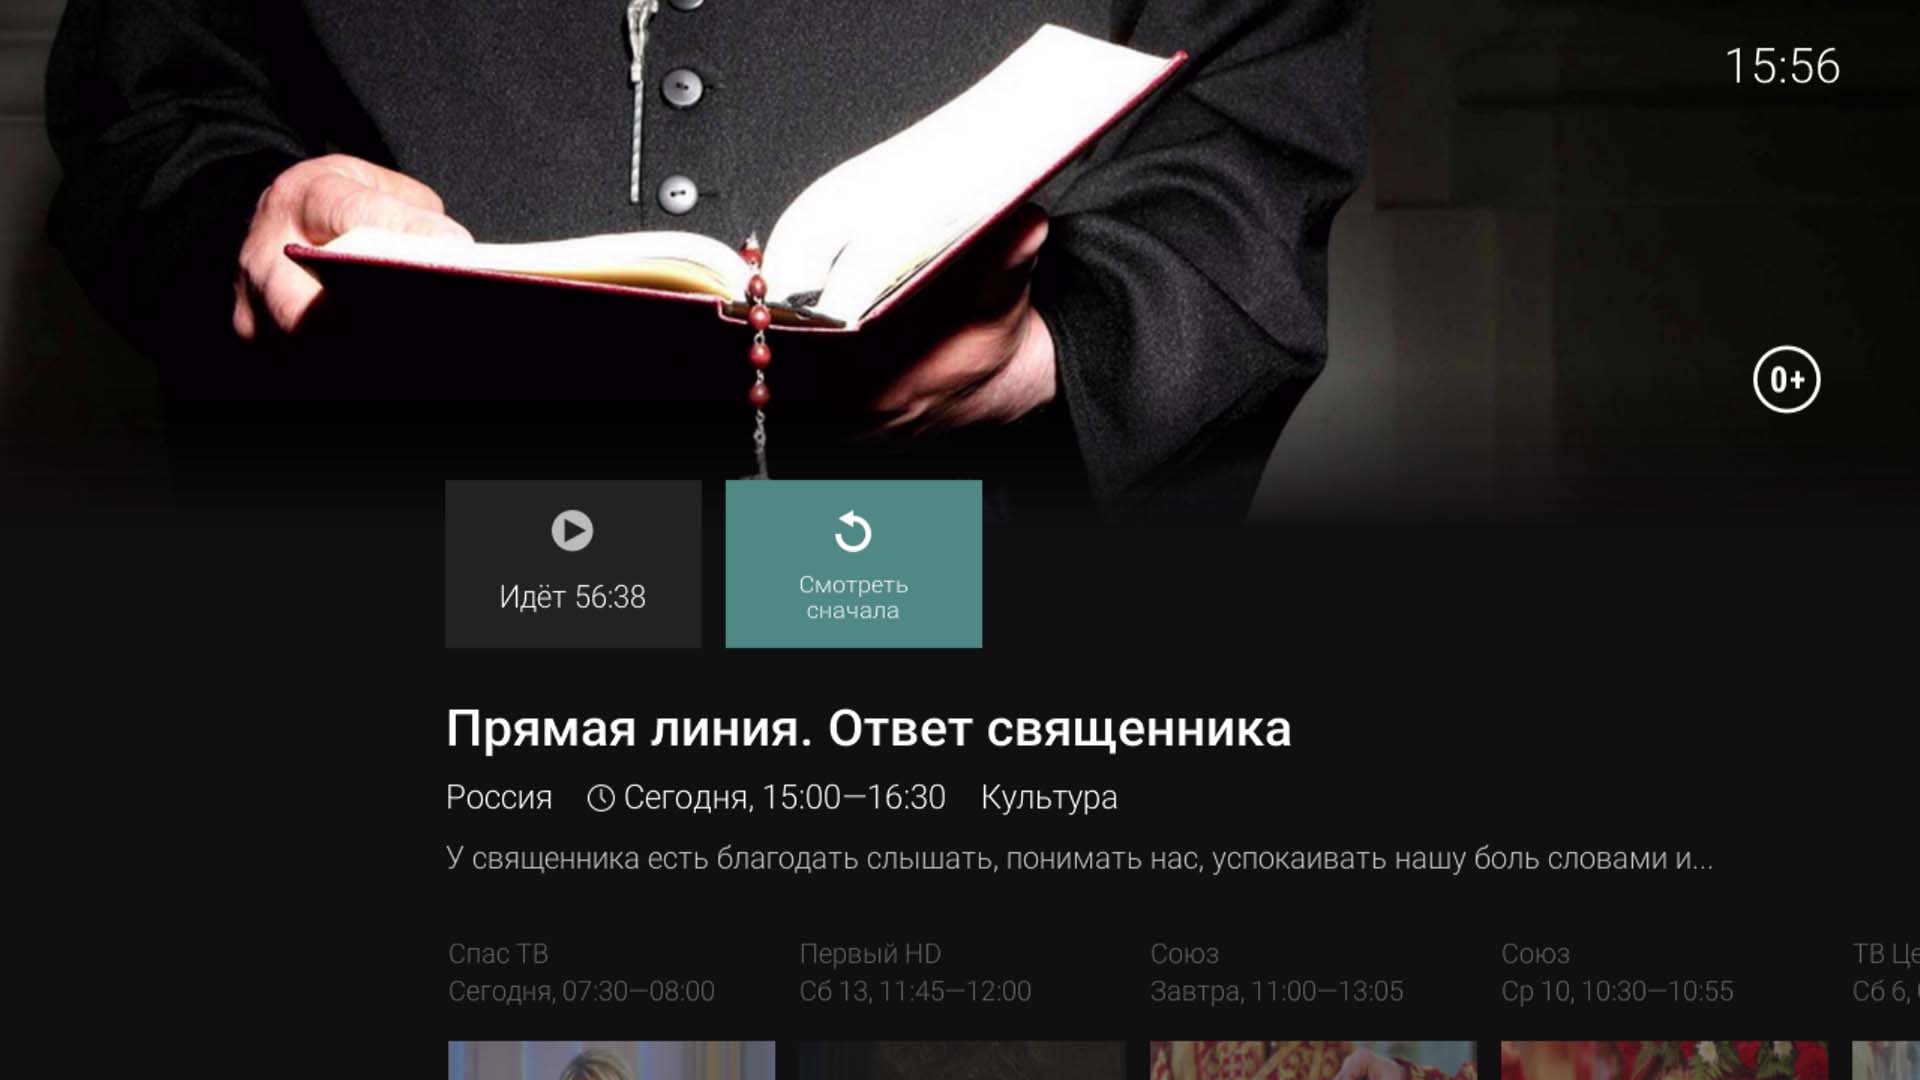 15:56
0+
Идёт 56:38
Смотреть
сначала
Прямая линия. Ответ священника
Россия Сегодня, 15:00—16:30 Культура
У священника есть благодать слышать, понимать нас, успокаивать нашу боль словами и...
Спас ТВ Первый HD Союз Союз ТВ
Сегодня, 07:30—08:00 Сб 13, 11:45—12:00 Завтра, 11:00—13:05 Ср 10, 10:30—10:55 Сб 6,